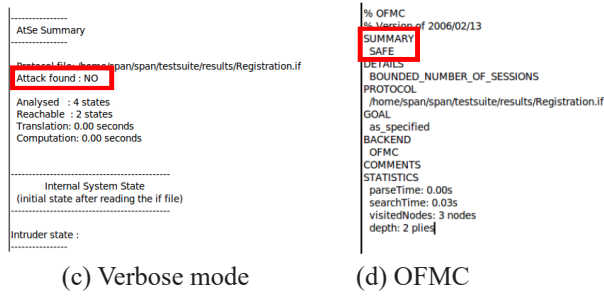 ----------------
AtSe Summary
----------------
Protocol file: /home/span/span/testsuite/results/Registration.if
Attack found : NO
Analysed : 4 states
Reachable : 2 states
Translation: 0.00 seconds
Computation: 0.00 seconds
---------------------------------------------
Internal System State
(initial state after reading the if file)
---------------------------------------------
Intruder state :
----------------
(c) Verbose mode
% OFMC
% Version of 2006/02/13
SUMMARY
SAFE
DETAILS
BOUNDED_NUMBER_OF_SESSIONS
PROTOCOL
/home/span/span/testsuite/results/Registration.if
GOAL
as_specified
BACKEND
OFMC
COMMENTS
STATISTICS
parseTime: 0.00s
searchTime: 0.03s
visitedNodes: 3 nodes
depth: 2 plies
(d) OFMC